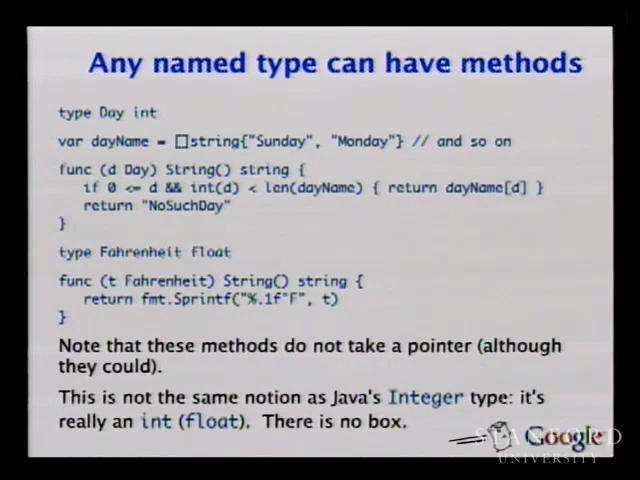 Any named type can have methods
type Day int
var dayName = []string{"Sunday", "Monday"} // and so on
func (d Day) String() string {
if 0 <= d && int(d) < len(dayName) { return dayName[d] }
return "NoSuchDay"
}
type Fahrenheit float
func (t Fahrenheit) String() string {
return fmt.Sprintf("%.1f°F", t)
}
Note that these methods do not take a pointer (although
they could).
This is not the same notion as Java's Integer type: it's
really an int (float). There is no box.
Google
STANFORD
UNIVERSITY